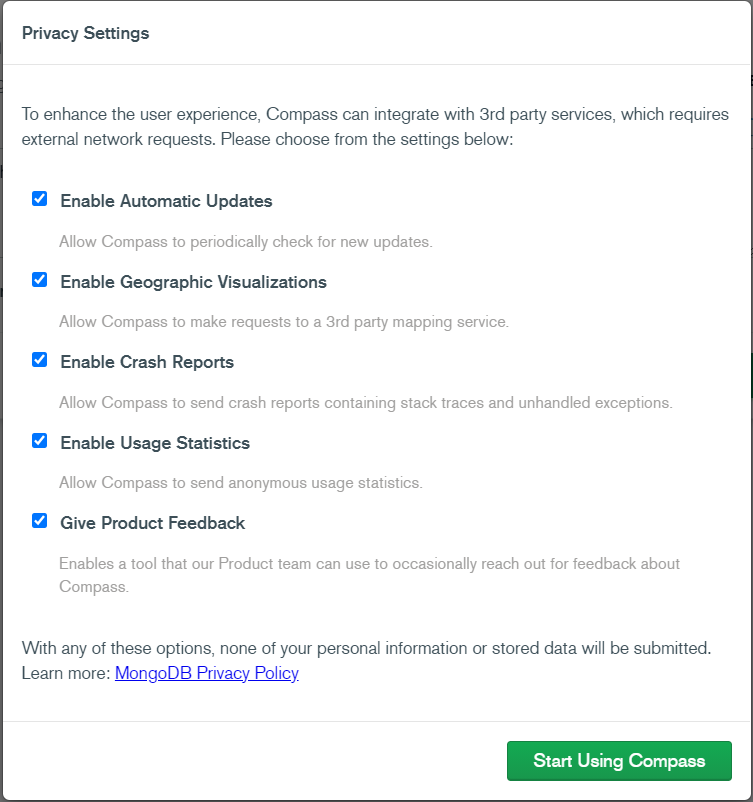 Privacy Settings
To enhance the user experience, Compass can integrate with 3rd party services, which requires
external network requests. Please choose from the settings below:
Enable Automatic Updates
Allow Compass to periodically check for new updates.
Enable Geographic Visualizations
Allow Compass to make requests to a 3rd party mapping service.
Enable Crash Reports
Allow Compass to send crash reports containing stack traces and unhandled exceptions.
Enable Usage Statistics
Allow Compass to send anonymous usage statistics.
Give Product Feedback
Enables a tool that our Product team can use to occasionally reach out for feedback about
Compass.
With any of these options, none of your personal information or stored data will be submitted.
Learn more: MongoDB Privacy Policy
Start Using Compass